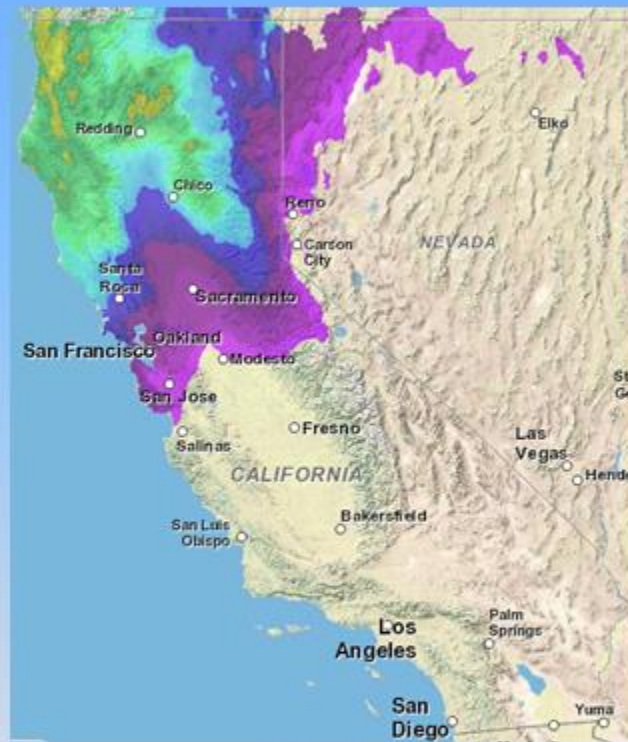 Redding
Elko
Chico
Reno
Carson
City
NEVADA
Santa
Rosa
Sacramento
Oakland
San Francisco
Modesto
San Jose
Salinas
Fresno
Las
Vegas
CALIFORNIA
Bakersfield
San Luis
Obispo
Palm
Springs
Los
Angeles
San
Diego
Yuma